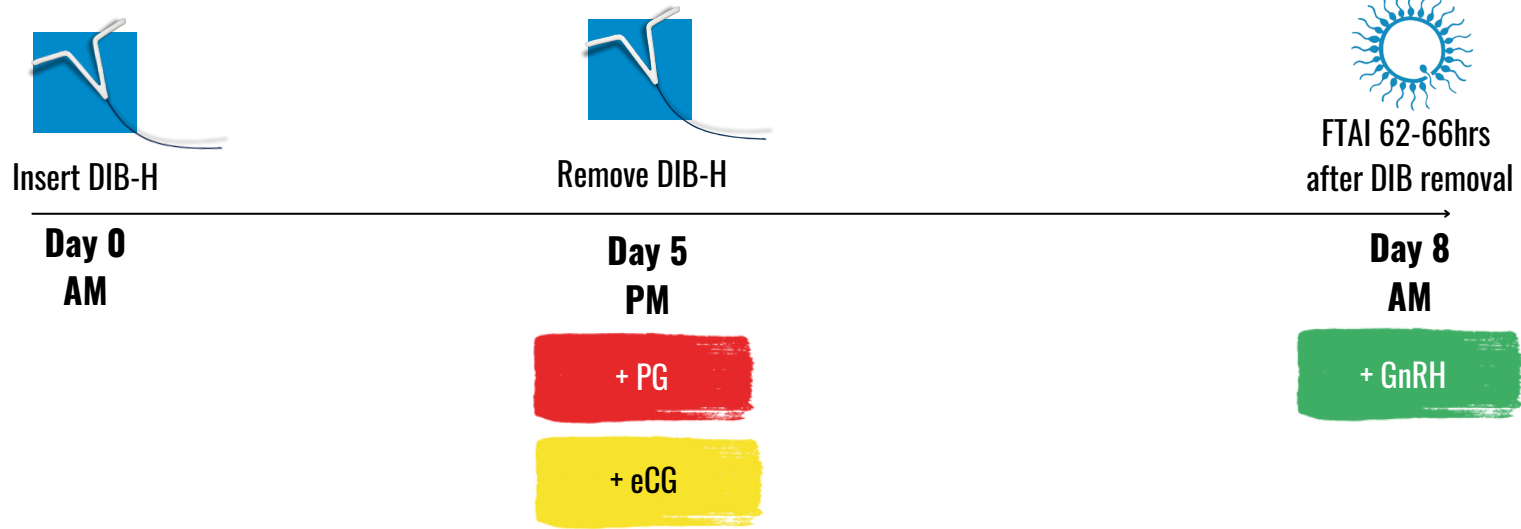 Insert DIB-H
Remove DIB-H
FTAI 62-66hrs
after DIB removal
Day 0
AM
Day 5
PM
Day 8
AM
+ PG
+ GnRH
+ eCG